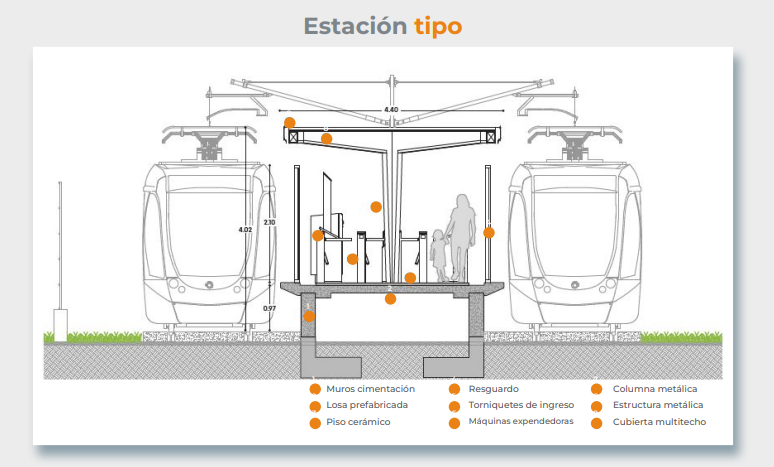 Estación tipo
4.40
4.02
2.10
0.97
Muros cimentación
Losa prefabricada
Piso cerámico
Resguardo
Torniquetes de ingreso
Máquinas expendedoras
Columna metálica
Estructura metálica
Cubierta multitecho